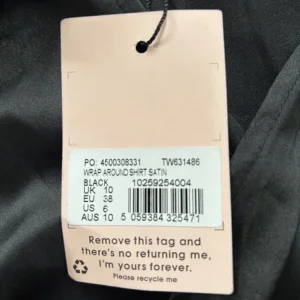 PO: 4500308331 TW631486
WRAP AROUND SHIRT SATIN
BLACK 10259254004
UK 10
EU 38
US 6
AUS 10 5 059384 325471
Remove this tag and
there's no returning me,
I'm yours forever.
Please recycle me